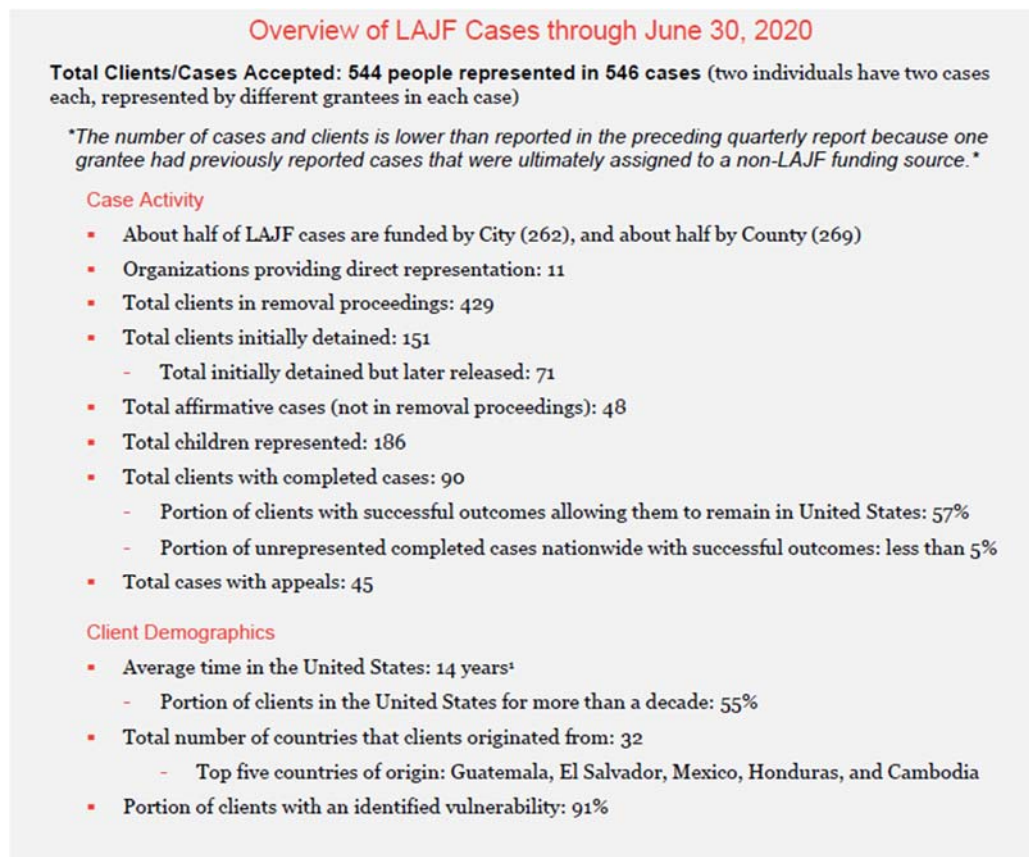 Overview of LAJF Cases through June 30, 2020
Total Clients/Cases Accepted: 544 people represented in 546 cases (two individuals have two cases
each, represented by different grantees in each case)
*The number of cases and clients is lower than reported in the preceding quarterly report because one
grantee had previously reported cases that were ultimately assigned to a non-LAJF funding source.*
Case Activity
▪ About half of LAJF cases are funded by City (262), and about half by County (269)
▪ Organizations providing direct representation: 11
▪ Total clients in removal proceedings: 429
▪ Total clients initially detained: 151
- Total initially detained but later released: 71
▪ Total affirmative cases (not in removal proceedings): 48
▪ Total children represented: 186
▪ Total clients with completed cases: 90
- Portion of clients with successful outcomes allowing them to remain in United States: 57%
- Portion of unrepresented completed cases nationwide with successful outcomes: less than 5%
▪ Total cases with appeals: 45
Client Demographics
▪ Average time in the United States: 14 years¹
- Portion of clients in the United States for more than a decade: 55%
▪ Total number of countries that clients originated from: 32
- Top five countries of origin: Guatemala, El Salvador, Mexico, Honduras, and Cambodia
▪ Portion of clients with an identified vulnerability: 91%